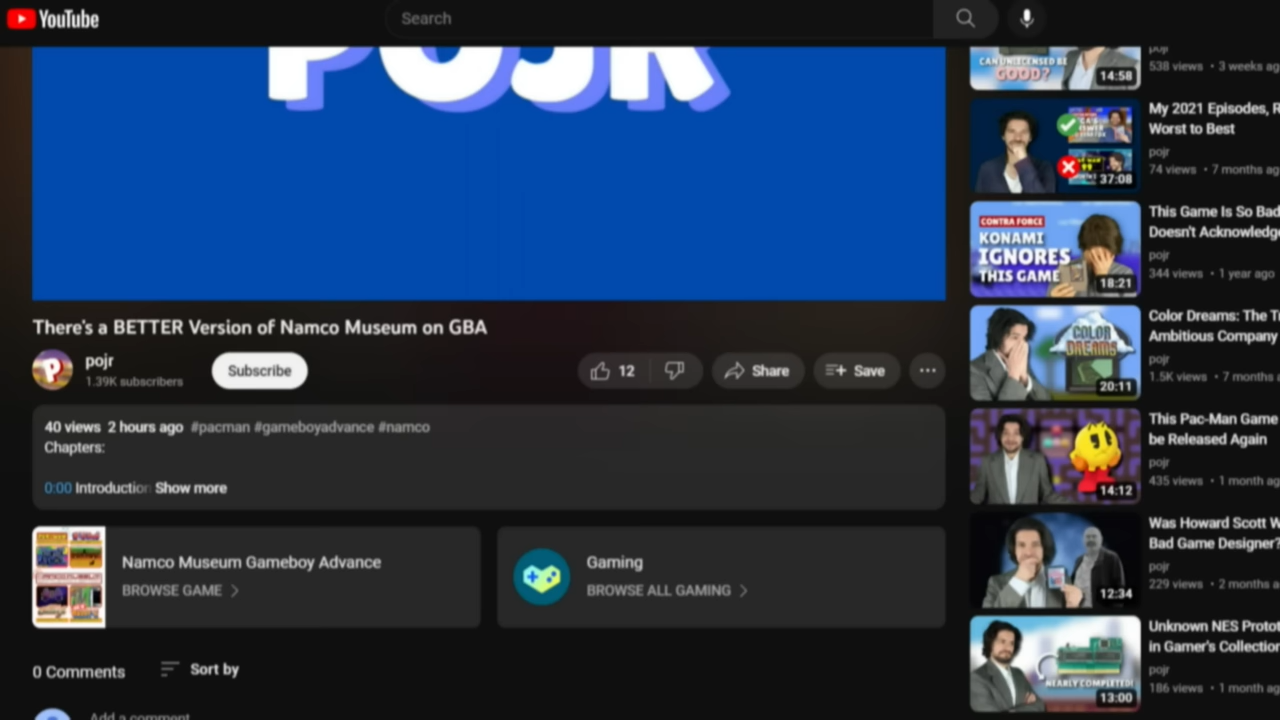 YouTube
Search
POJR
There's a BETTER Version of Namco Museum on GBA
pojr
1.39K subscribers
Subscribe
12
Share
Save
40 views 2 hours ago #pacman #gameboyadvance #namco
Chapters:
0:00 Introduction Show more
Namco Museum Gameboy Advance
BROWSE GAME
Gaming
BROWSE ALL GAMING
0 Comments
Sort by
Add a comment
CAN UNLICENSED BE
GOOD?
14:58
pojr
538 views • 3 weeks ag
37:08
My 2021 Episodes, R
Worst to Best
pojr
74 views • 7 months ag
CONTRA FORCE
KONAMI
IGNORES
THIS GAME
18:21
This Game Is So Bad
Doesn't Acknowledg
pojr
344 views • 1 year ago
COLOR
DREAMS
20:11
Color Dreams: The T
Ambitious Company
pojr
1.5K views • 7 months a
14:12
This Pac-Man Game
be Released Again
pojr
435 views • 1 month ag
12:34
Was Howard Scott W
Bad Game Designer?
pojr
229 views • 2 months a
NEARLY COMPLETED!
13:00
Unknown NES Protot
in Gamer's Collection
pojr
186 views • 1 month ag